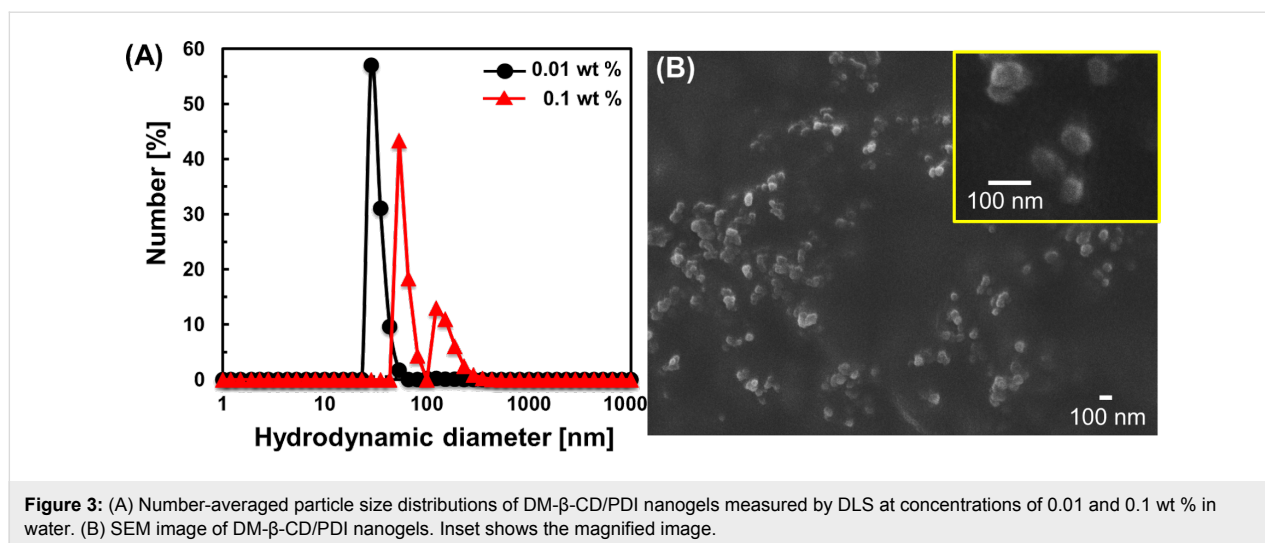 (A)
60
50
40
30
20
10
0
Number [%]
0.01 wt %
0.1 wt %
1
10
100
1000
1000
Hydrodynamic diameter [nm]
(B)
100 nm
100 nm
Figure 3: (A) Number-averaged particle size distributions of DM-β-CD/PDI nanogels measured by DLS at concentrations of 0.01 and 0.1 wt % in
water. (B) SEM image of DM-β-CD/PDI nanogels. Inset shows the magnified image.